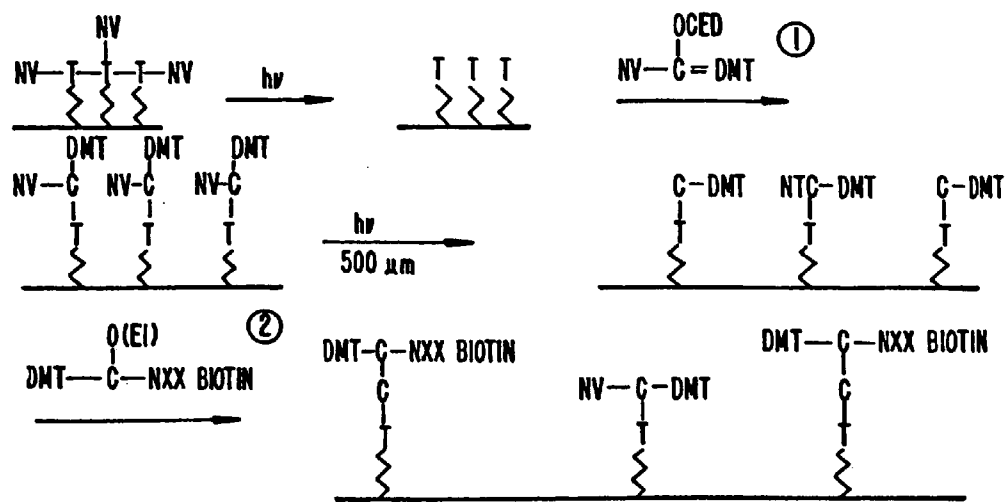 NV
NV—T—T—T—NV
hν
T T T
OCED
NV—C=DMT
①
DMT DMT DMT
NV—C NV—C NV—C
T T T
hν
500 µm
C—DMT NTC—DMT C—DMT
T T T
O(EI)
②
DMT—C—NXX BIOTIN
DMT—C—NXX BIOTIN
C
T
NV—C—DMT
T
DMT—C—NXX BIOTIN
C
T